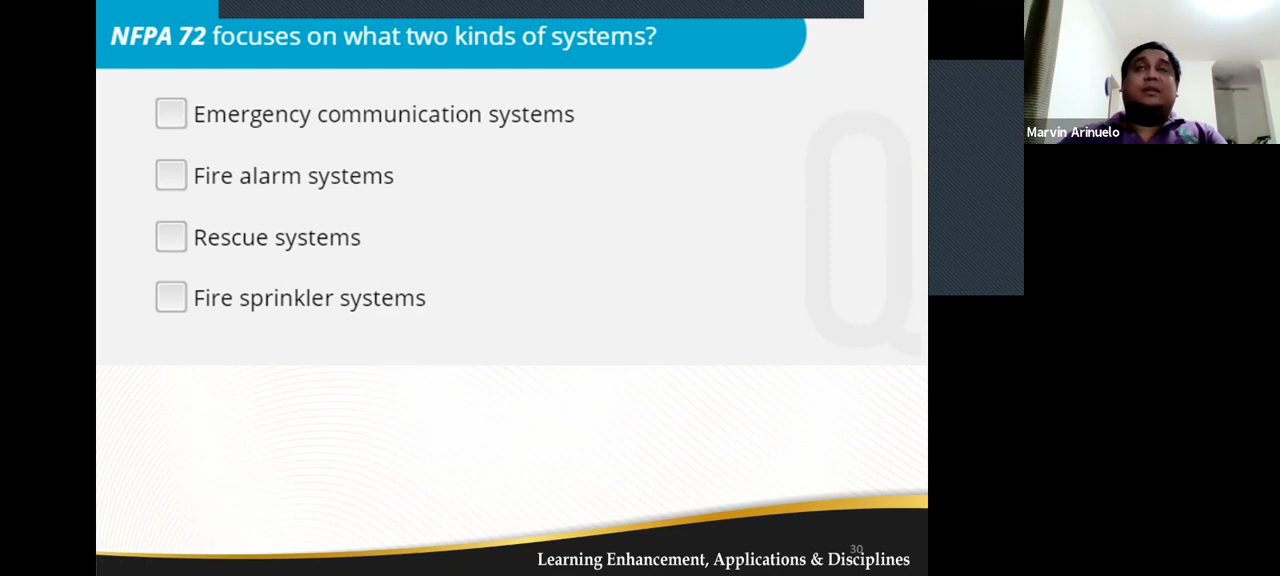 NFPA 72 focuses on what two kinds of systems?
Emergency communication systems
Fire alarm systems
Rescue systems
Fire sprinkler systems
Q
Marvin Arinuelo
30
Learning Enhancement, Applications & Disciplines